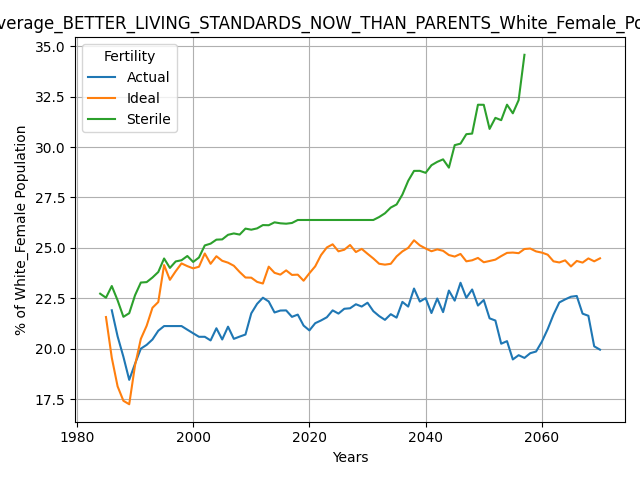 verage_BETTER_LIVING_STANDARDS_NOW_THAN_PARENTS_White_Female_Po
35.0
32.5
30.0
27.5
25.0
22.5
20.0
17.5
% of White_Female Population
Fertility
Actual
Ideal
Sterile
1980
2000
2020
2040
2060
Years